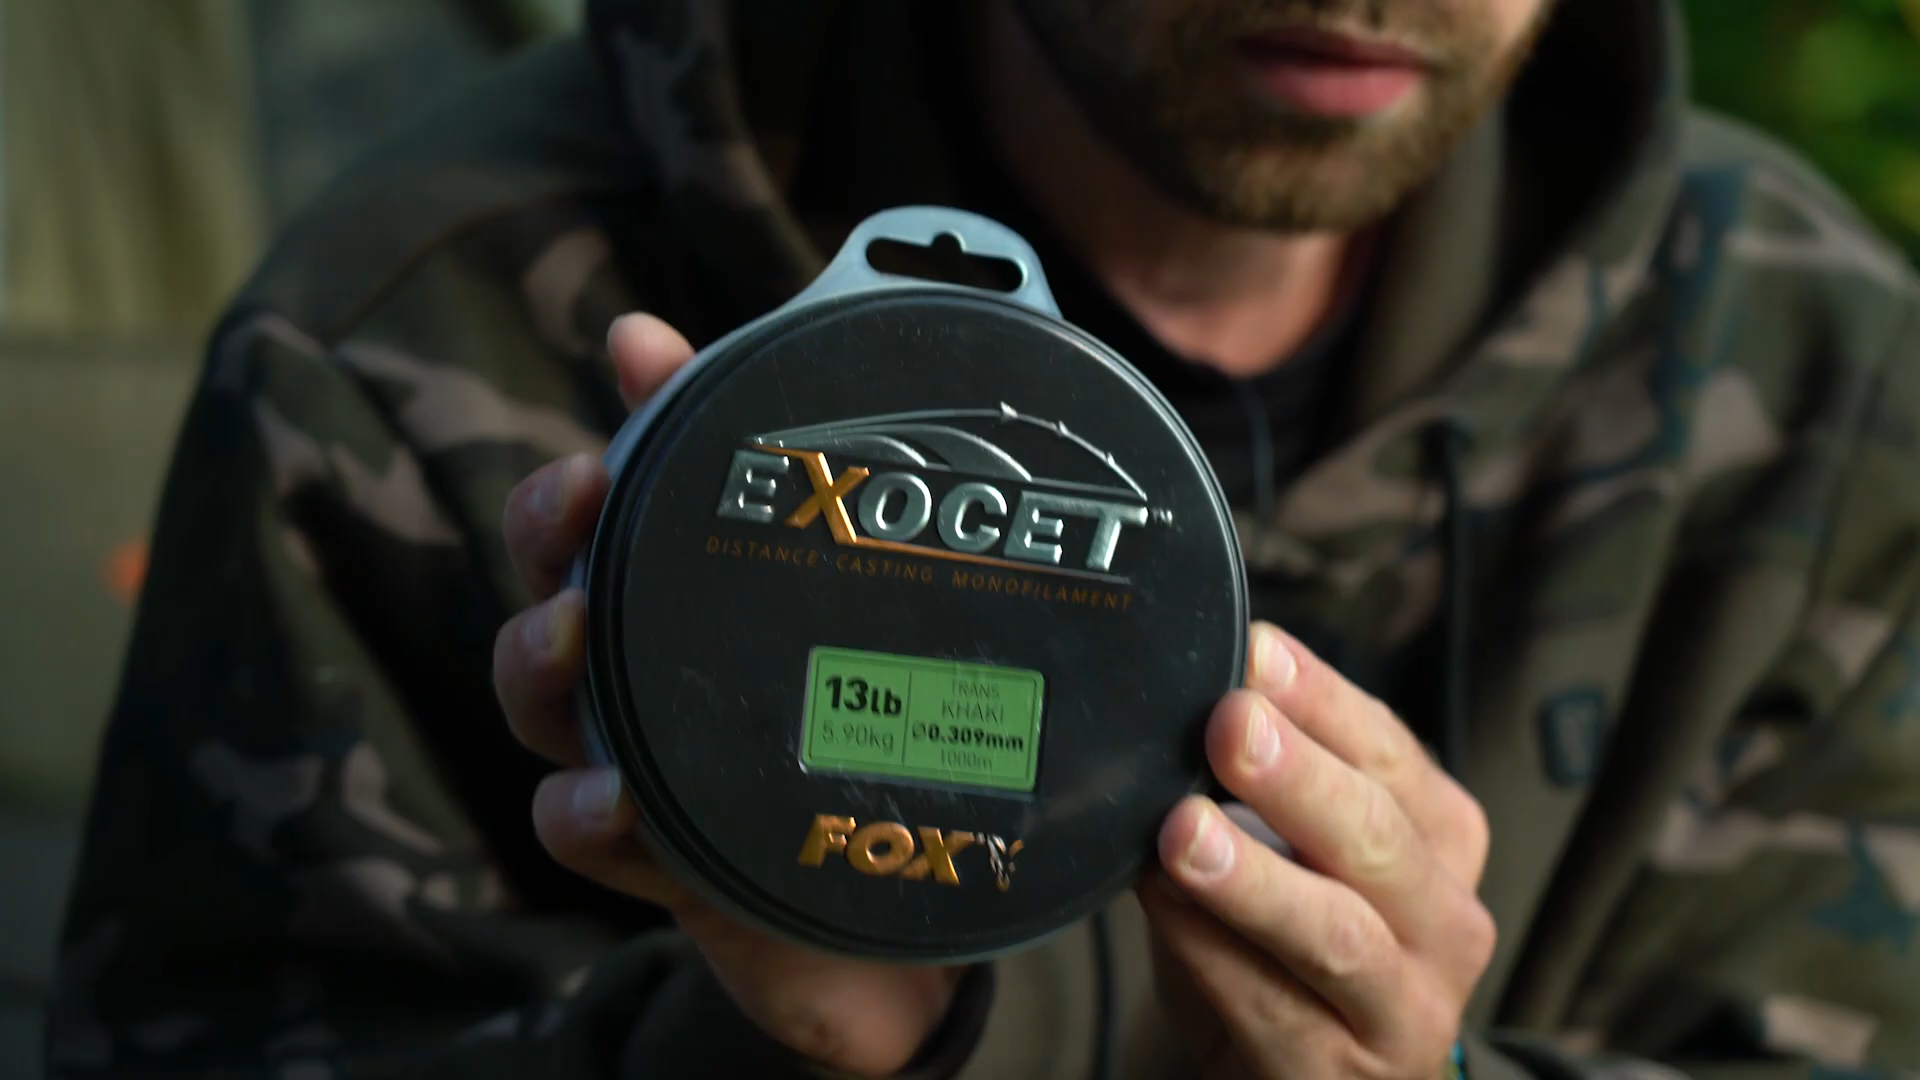 EXOCET™
DISTANCE CASTING MONOFILAMENT
13lb
5.90kg
TRANS
KHAKI
Ø0.309mm
1000m
FOX